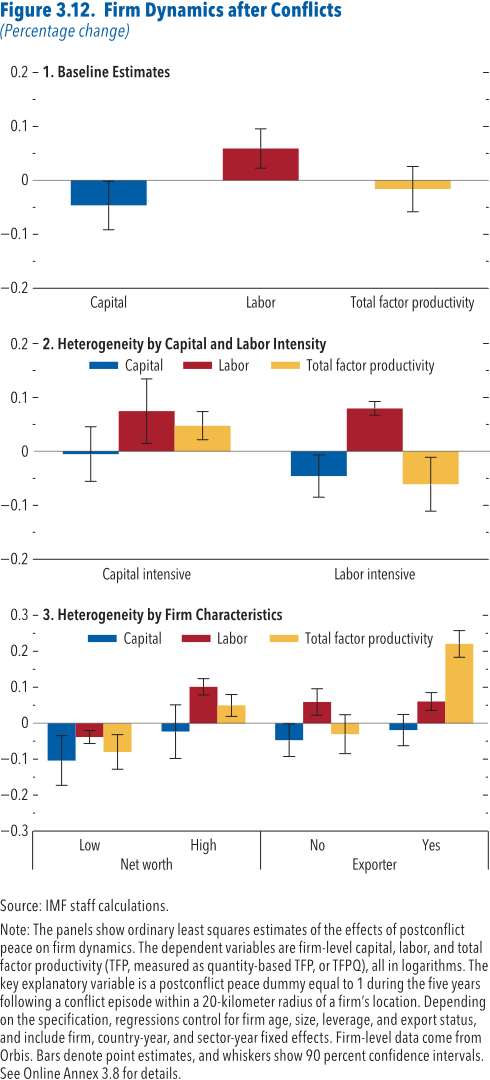 Figure 3.12. Firm Dynamics after Conflicts
(Percentage change)
0.2
1. Baseline Estimates
0.1
0
−0.1
−0.2
Capital
Labor
Total factor productivity
0.2
2. Heterogeneity by Capital and Labor Intensity
Capital
Labor
Total factor productivity
0.1
0
−0.1
−0.2
Capital intensive
Labor intensive
0.3
3. Heterogeneity by Firm Characteristics
Capital
Labor
Total factor productivity
0.2
0.1
0
−0.1
−0.2
−0.3
Low
High
No
Yes
Net worth
Exporter
Source: IMF staff calculations.
Note: The panels show ordinary least squares estimates of the effects of postconflict
peace on firm dynamics. The dependent variables are firm-level capital, labor, and total
factor productivity (TFP, measured as quantity-based TFP, or TFPQ), all in logarithms. The
key explanatory variable is a postconflict peace dummy equal to 1 during the five years
following a conflict episode within a 20-kilometer radius of a firm's location. Depending
on the specification, regressions control for firm age, size, leverage, and export status,
and include firm, country-year, and sector-year fixed effects. Firm-level data come from
Orbis. Bars denote point estimates, and whiskers show 90 percent confidence intervals.
See Online Annex 3.8 for details.